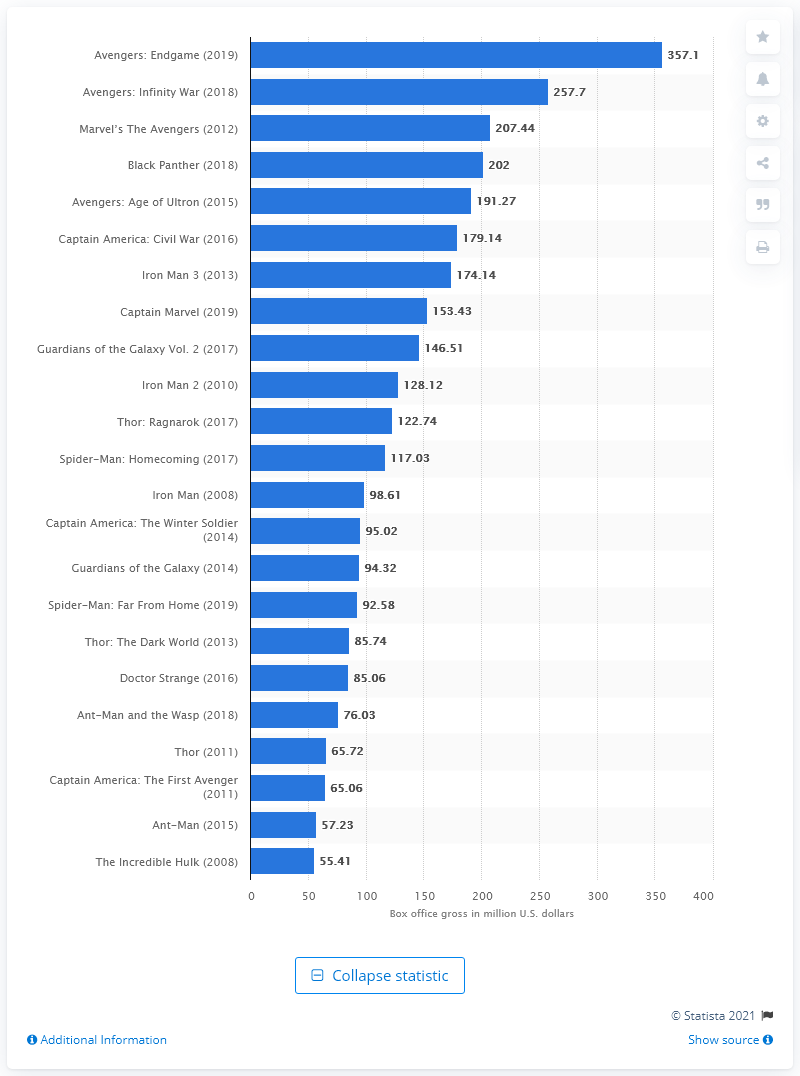 Avengers: Endgame (2019) 357.1
Avengers: Infinity War (2018) 257.7
Marvel's The Avengers (2012) 207.44
Black Panther (2018) 202
Avengers: Age of Ultron (2015) 191.27
Captain America: Civil War (2016) 179.14
Iron Man 3 (2013) 174.14
Captain Marvel (2019) 153.43
Guardians of the Galaxy Vol. 2 (2017) 146.51
Iron Man 2 (2010) 128.12
Thor: Ragnarok (2017) 122.74
Spider-Man: Homecoming (2017) 117.03
Iron Man (2008) 98.61
Captain America: The Winter Soldier
(2014) 95.02
Guardians of the Galaxy (2014) 94.32
Spider-Man: Far From Home (2019) 92.58
Thor: The Dark World (2013) 85.74
Doctor Strange (2016) 85.06
Ant-Man and the Wasp (2018) 76.03
Thor (2011) 65.72
Captain America: The First Avenger
(2011) 65.06
Ant-Man (2015) 57.23
The Incredible Hulk (2008) 55.41
0 50 100 150 200 250 300 350 400
Box office gross in million U.S. dollars
Collapse statistic
© Statista 2021
Additional Information Show source